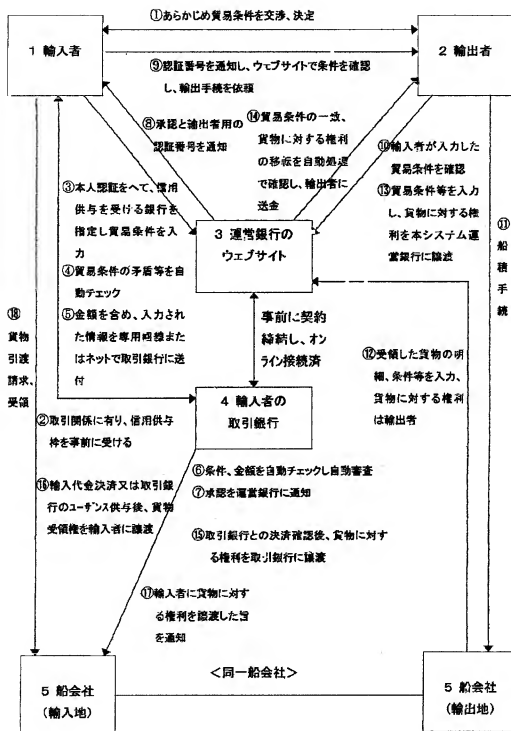 ①あらかじめ貿易条件を交渉、決定
1 輸入者
2 輸出者
⑨認証番号を通知し、ウェブサイトで条件を確認
し、輸出手続を依頼
⑧承認と輸出者用の
認証番号を通知
⑭貿易条件の一致、
貨物に対する権利
の移転を自動処理
で確認し、輸出者に
送金
⑩輸入者が入力した
貿易条件を確認
⑬貿易条件等を入力
し、貨物に対する権
利を本システム運
営銀行に譲渡
③本人認証をへて、信用
供与を受ける銀行を
指定し貿易条件を入
力
④貿易条件の矛盾等を自
動チェック
⑤金額を含め、入力され
た情報を専用回線また
はネットで取引銀行に送
付
3 運営銀行の
ウェブサイト
⑪
船
積
手
続
⑱
貨物
引渡
請求、
受領
事前に契約
締結し、オン
ライン接続済
⑫受領した貨物の明
細、条件等を入力、
貨物に対する権利
は輸出者
4 輸入者の
取引銀行
②取引関係に有り、信用供与
枠を事前に受ける
⑥条件、金額を自動チェックし自動審査
⑦承認を運営銀行に通知
⑯輸入代金決済又は取引銀
行のユーザンス供与後、貨物
受領権を輸入者に譲渡
⑮取引銀行との決済確認後、貨物に対す
る権利を取引銀行に譲渡
⑰輸入者に貨物に対す
る権利を譲渡した旨
を通知
<同一船会社>
5 船会社
(輸入地)
5 船会社
(輸出地)